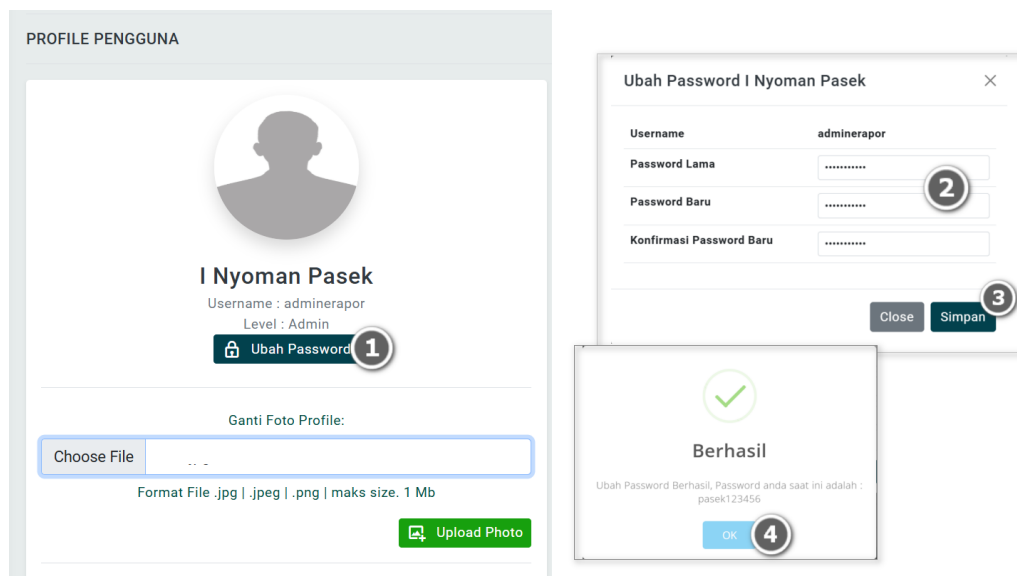 PROFILE PENGGUNA
I Nyoman Pasek
Username : adminerapor
Level : Admin
Ubah Password 1
Ganti Foto Profile:
Choose File
Format File .jpg | .jpeg | .png | maks size. 1 Mb
Upload Photo
Ubah Password I Nyoman Pasek
Username adminerapor
Password Lama ...........
2
Password Baru ...........
Konfirmasi Password Baru ...........
3
Close Simpan
Berhasil
Ubah Password Berhasil, Password anda saat ini adalah :
pasek123456
OK 4